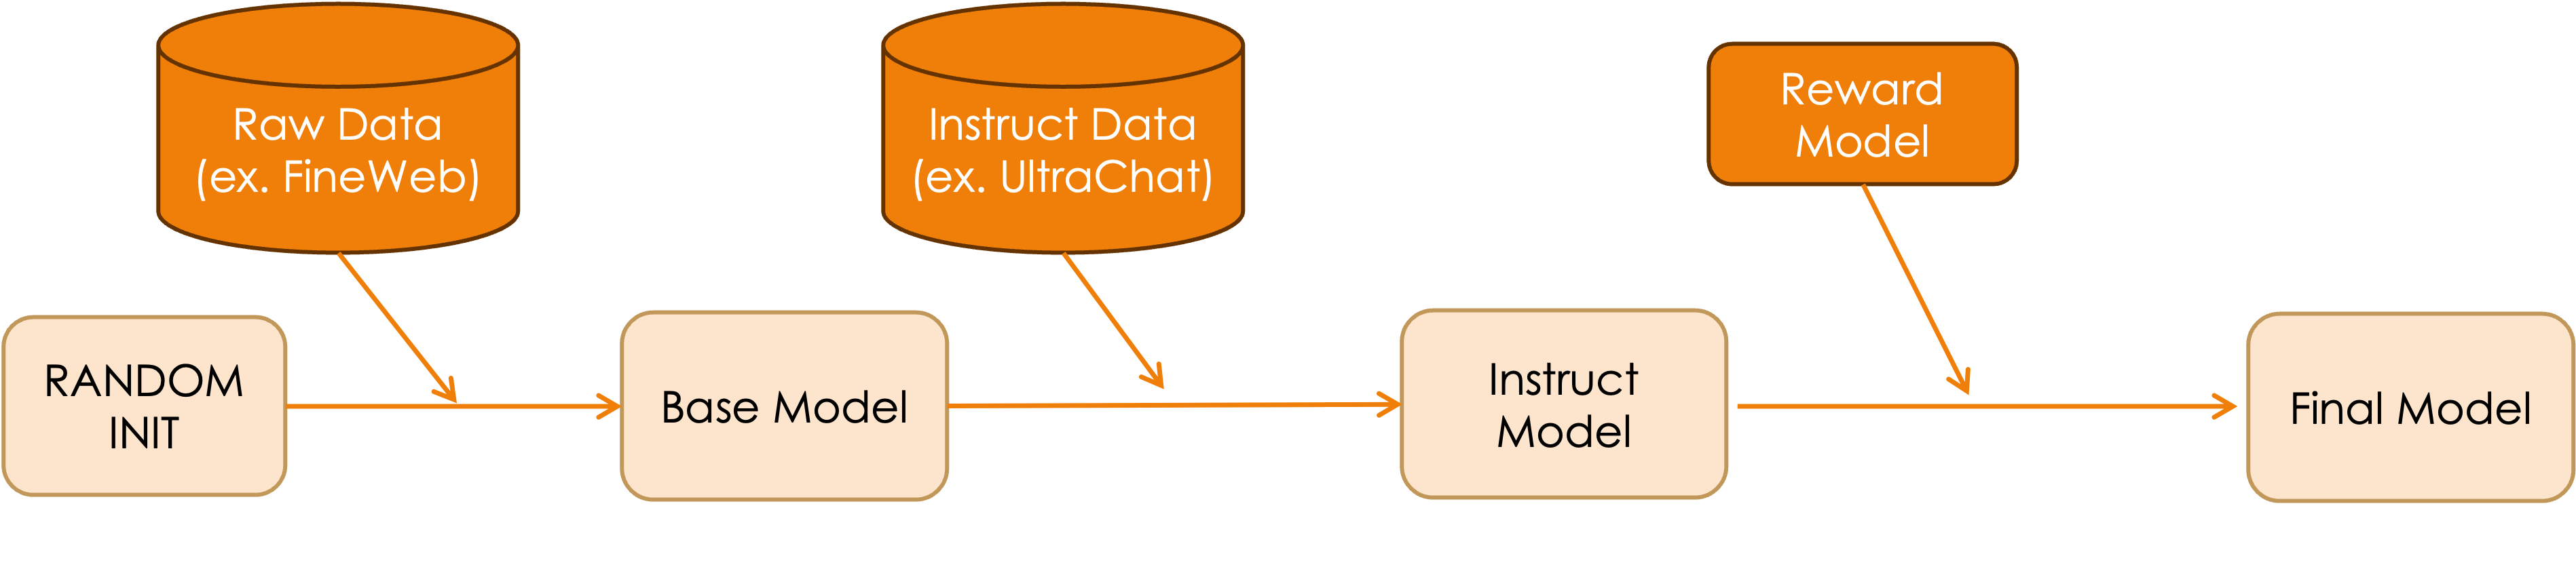 Raw Data
(ex. FineWeb)
Instruct Data
(ex. UltraChat)
Reward
Model
RANDOM
INIT
Base Model
Instruct
Model
Final Model